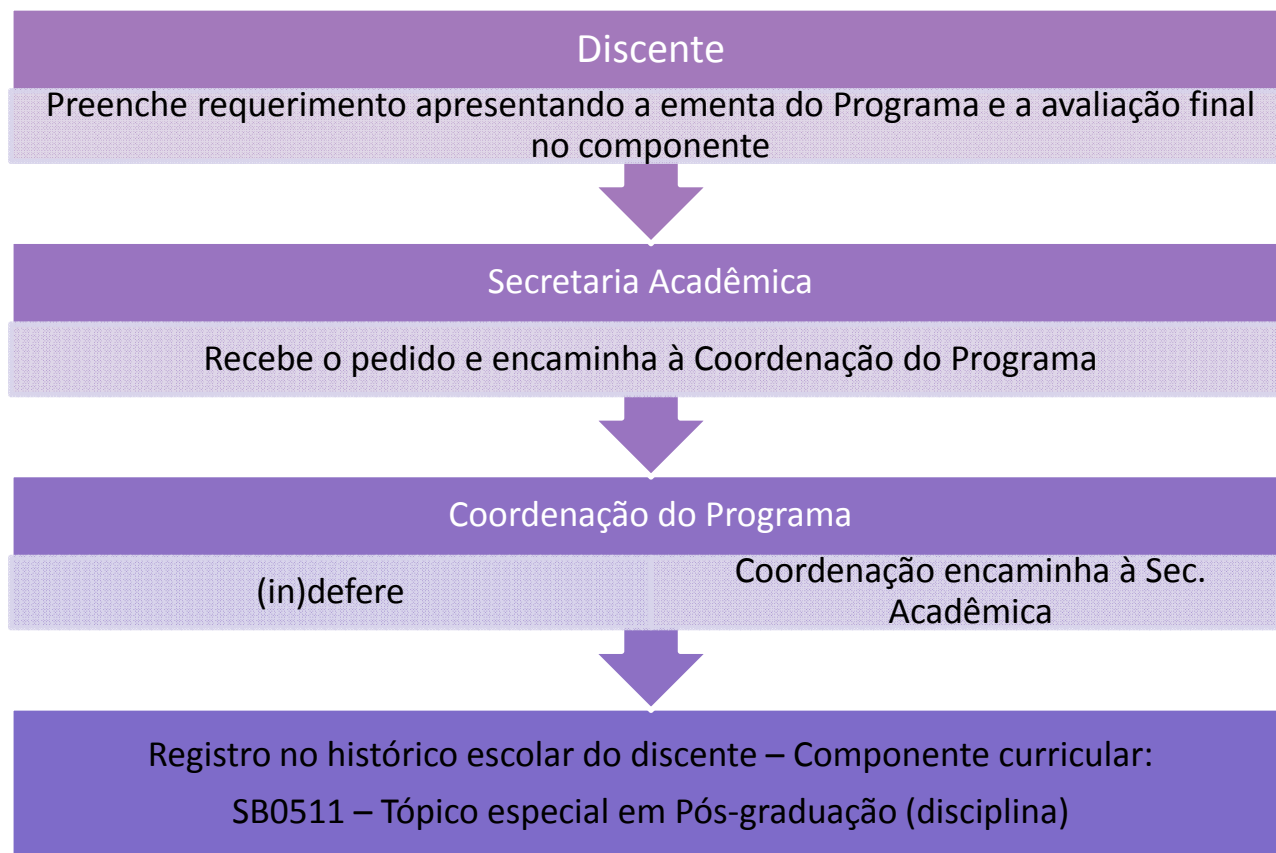 Discente
Preenche requerimento apresentando a ementa do Programa e a avaliação final
no componente
Secretaria Acadêmica
Recebe o pedido e encaminha à Coordenação do Programa
Coordenação do Programa
(in)defere
Coordenação encaminha à Sec.
Acadêmica
Registro no histórico escolar do discente – Componente curricular:
SB0511 – Tópico especial em Pós-graduação (disciplina)